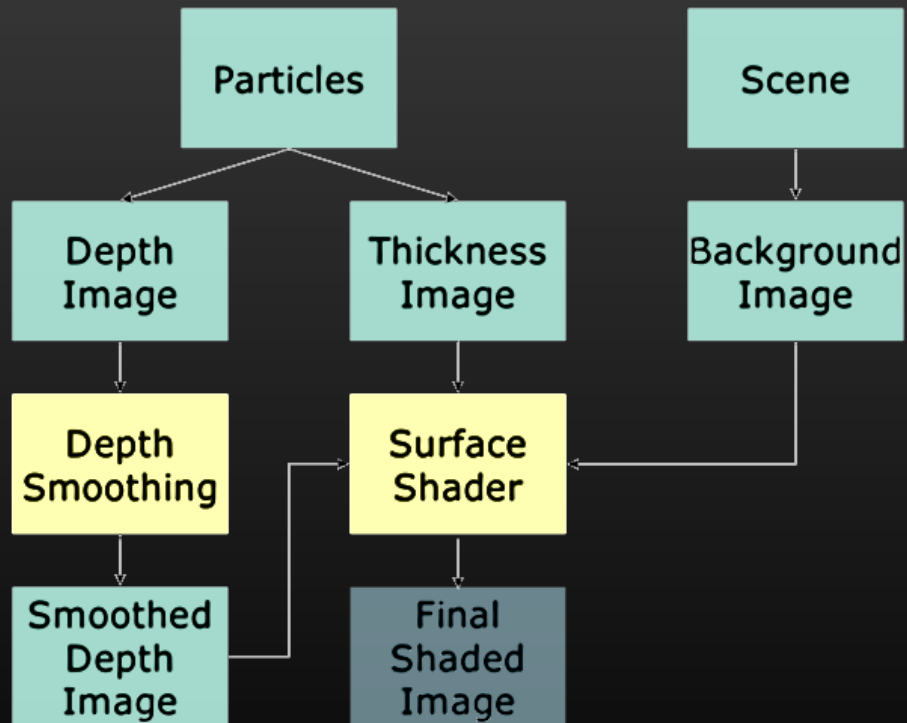 Particles
Scene
Depth
Image
Thickness
Image
Background
Image
Depth
Smoothing
Surface
Shader
Smoothed
Depth
Image
Final
Shaded
Image